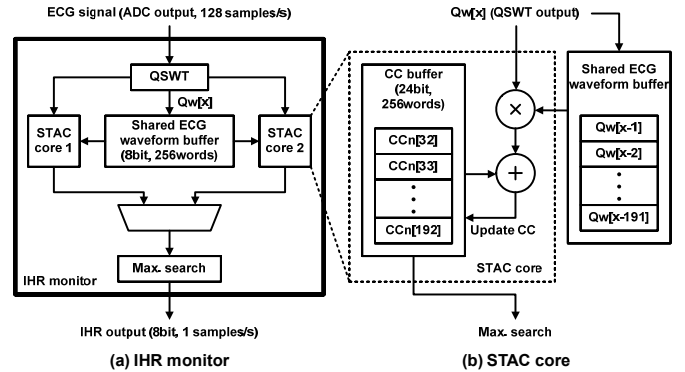 ECG signal (ADC output, 128 samples/s)
QSWT
Qw[x]
STAC
core 1
Shared ECG
waveform buffer
(8bit, 256words)
STAC
core 2
Max. search
IHR monitor
IHR output (8bit, 1 samples/s)
(a) IHR monitor
Qw[x] (QSWT output)
CC buffer
(24bit,
256words)
CCn[32]
CCn[33]
CCn[192]
×
+
Update CC
STAC core
Shared ECG
waveform buffer
Qw[x-1]
Qw[x-2]
Qw[x-191]
Max. search
(b) STAC core